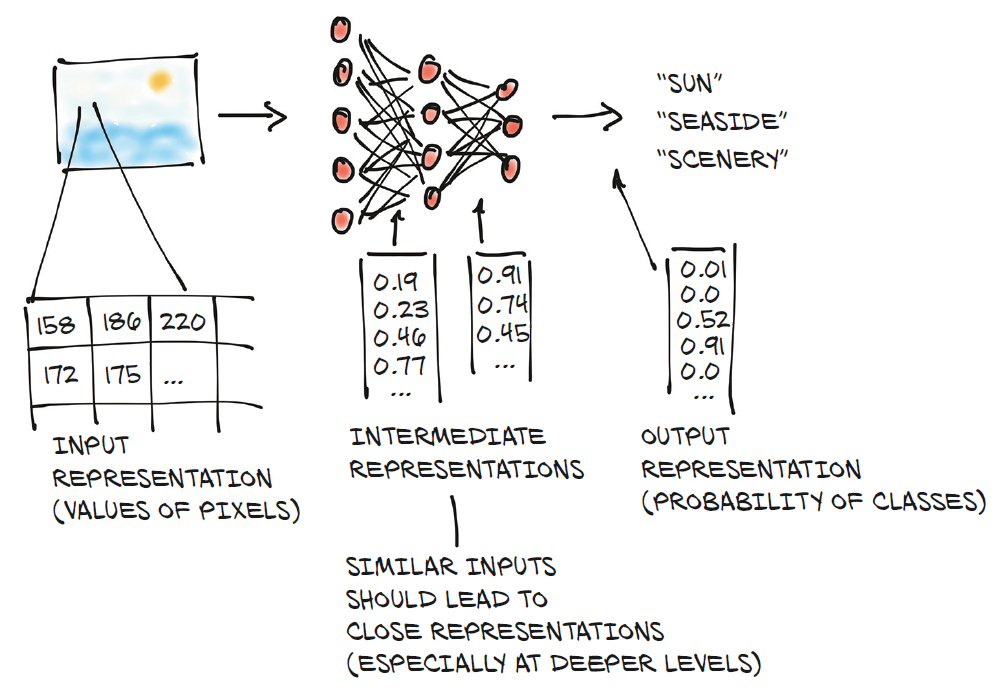 "SUN"
"SEASIDE"
"SCENERY"
158 186 220
172 175 ...
INPUT
REPRESENTATION
(VALUES OF PIXELS)
0.19
0.23
0.46
0.77
...
0.91
0.74
0.45
...
INTERMEDIATE
REPRESENTATIONS
SIMILAR INPUTS
SHOULD LEAD TO
CLOSE REPRESENTATIONS
(ESPECIALLY AT DEEPER LEVELS)
0.01
0.0
0.52
0.91
0.0
...
OUTPUT
REPRESENTATION
(PROBABILITY OF CLASSES)